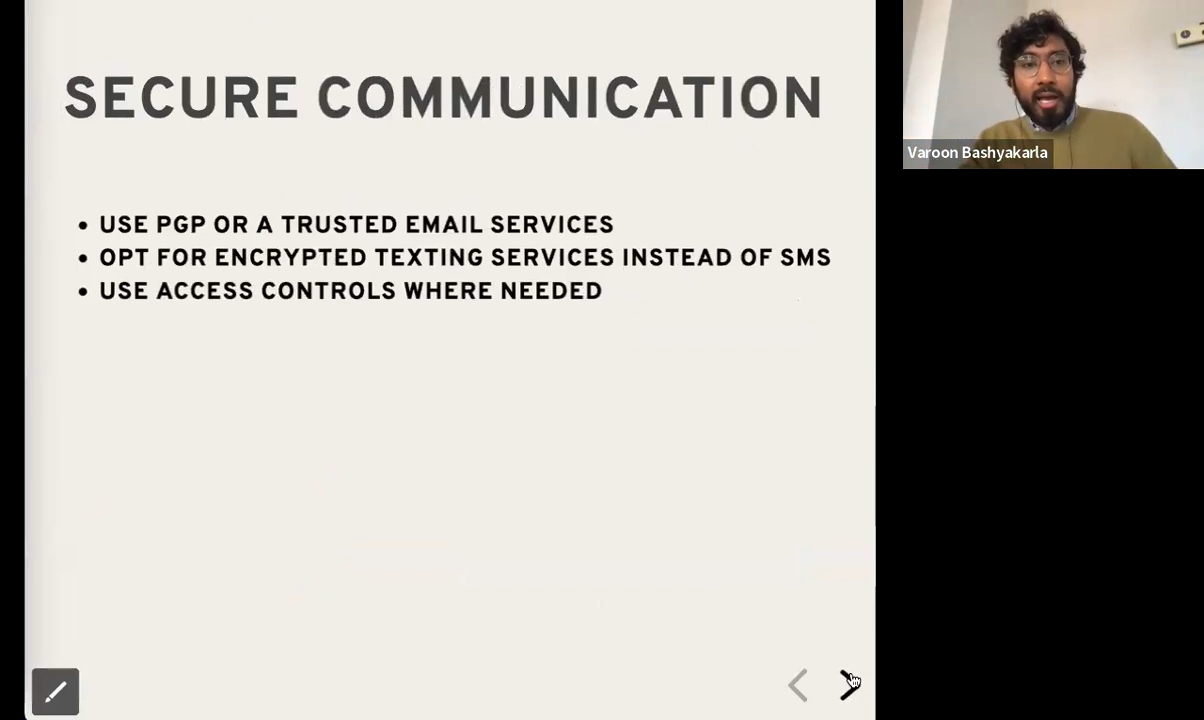 SECURE COMMUNICATION
• USE PGP OR A TRUSTED EMAIL SERVICES
• OPT FOR ENCRYPTED TEXTING SERVICES INSTEAD OF SMS
• USE ACCESS CONTROLS WHERE NEEDED
Varoon Bashyakarla